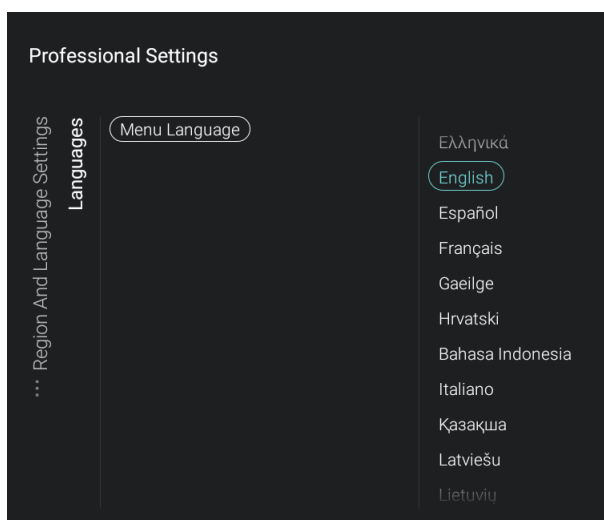 Professional Settings
... Region And Language Settings
Languages
Menu Language
Ελληνικά
English
Español
Français
Gaeilge
Hrvatski
Bahasa Indonesia
Italiano
Қазақша
Latviešu
Lietuvių